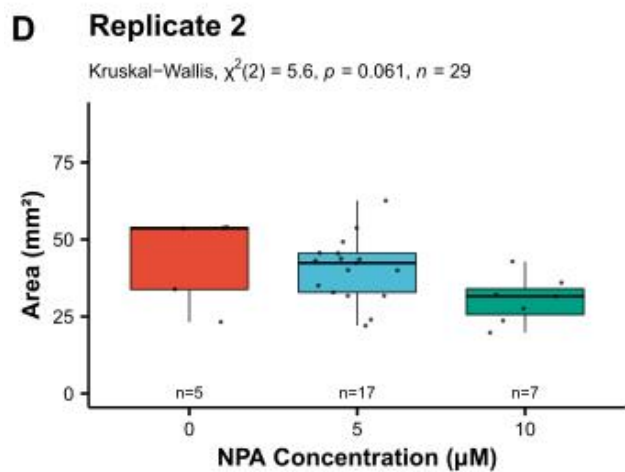 D Replicate 2
Kruskal−Wallis, χ²(2) = 5.6, p = 0.061, n = 29
Area (mm²)
75
50
25
0
n=5 n=17 n=7
0 5 10
NPA Concentration (μM)